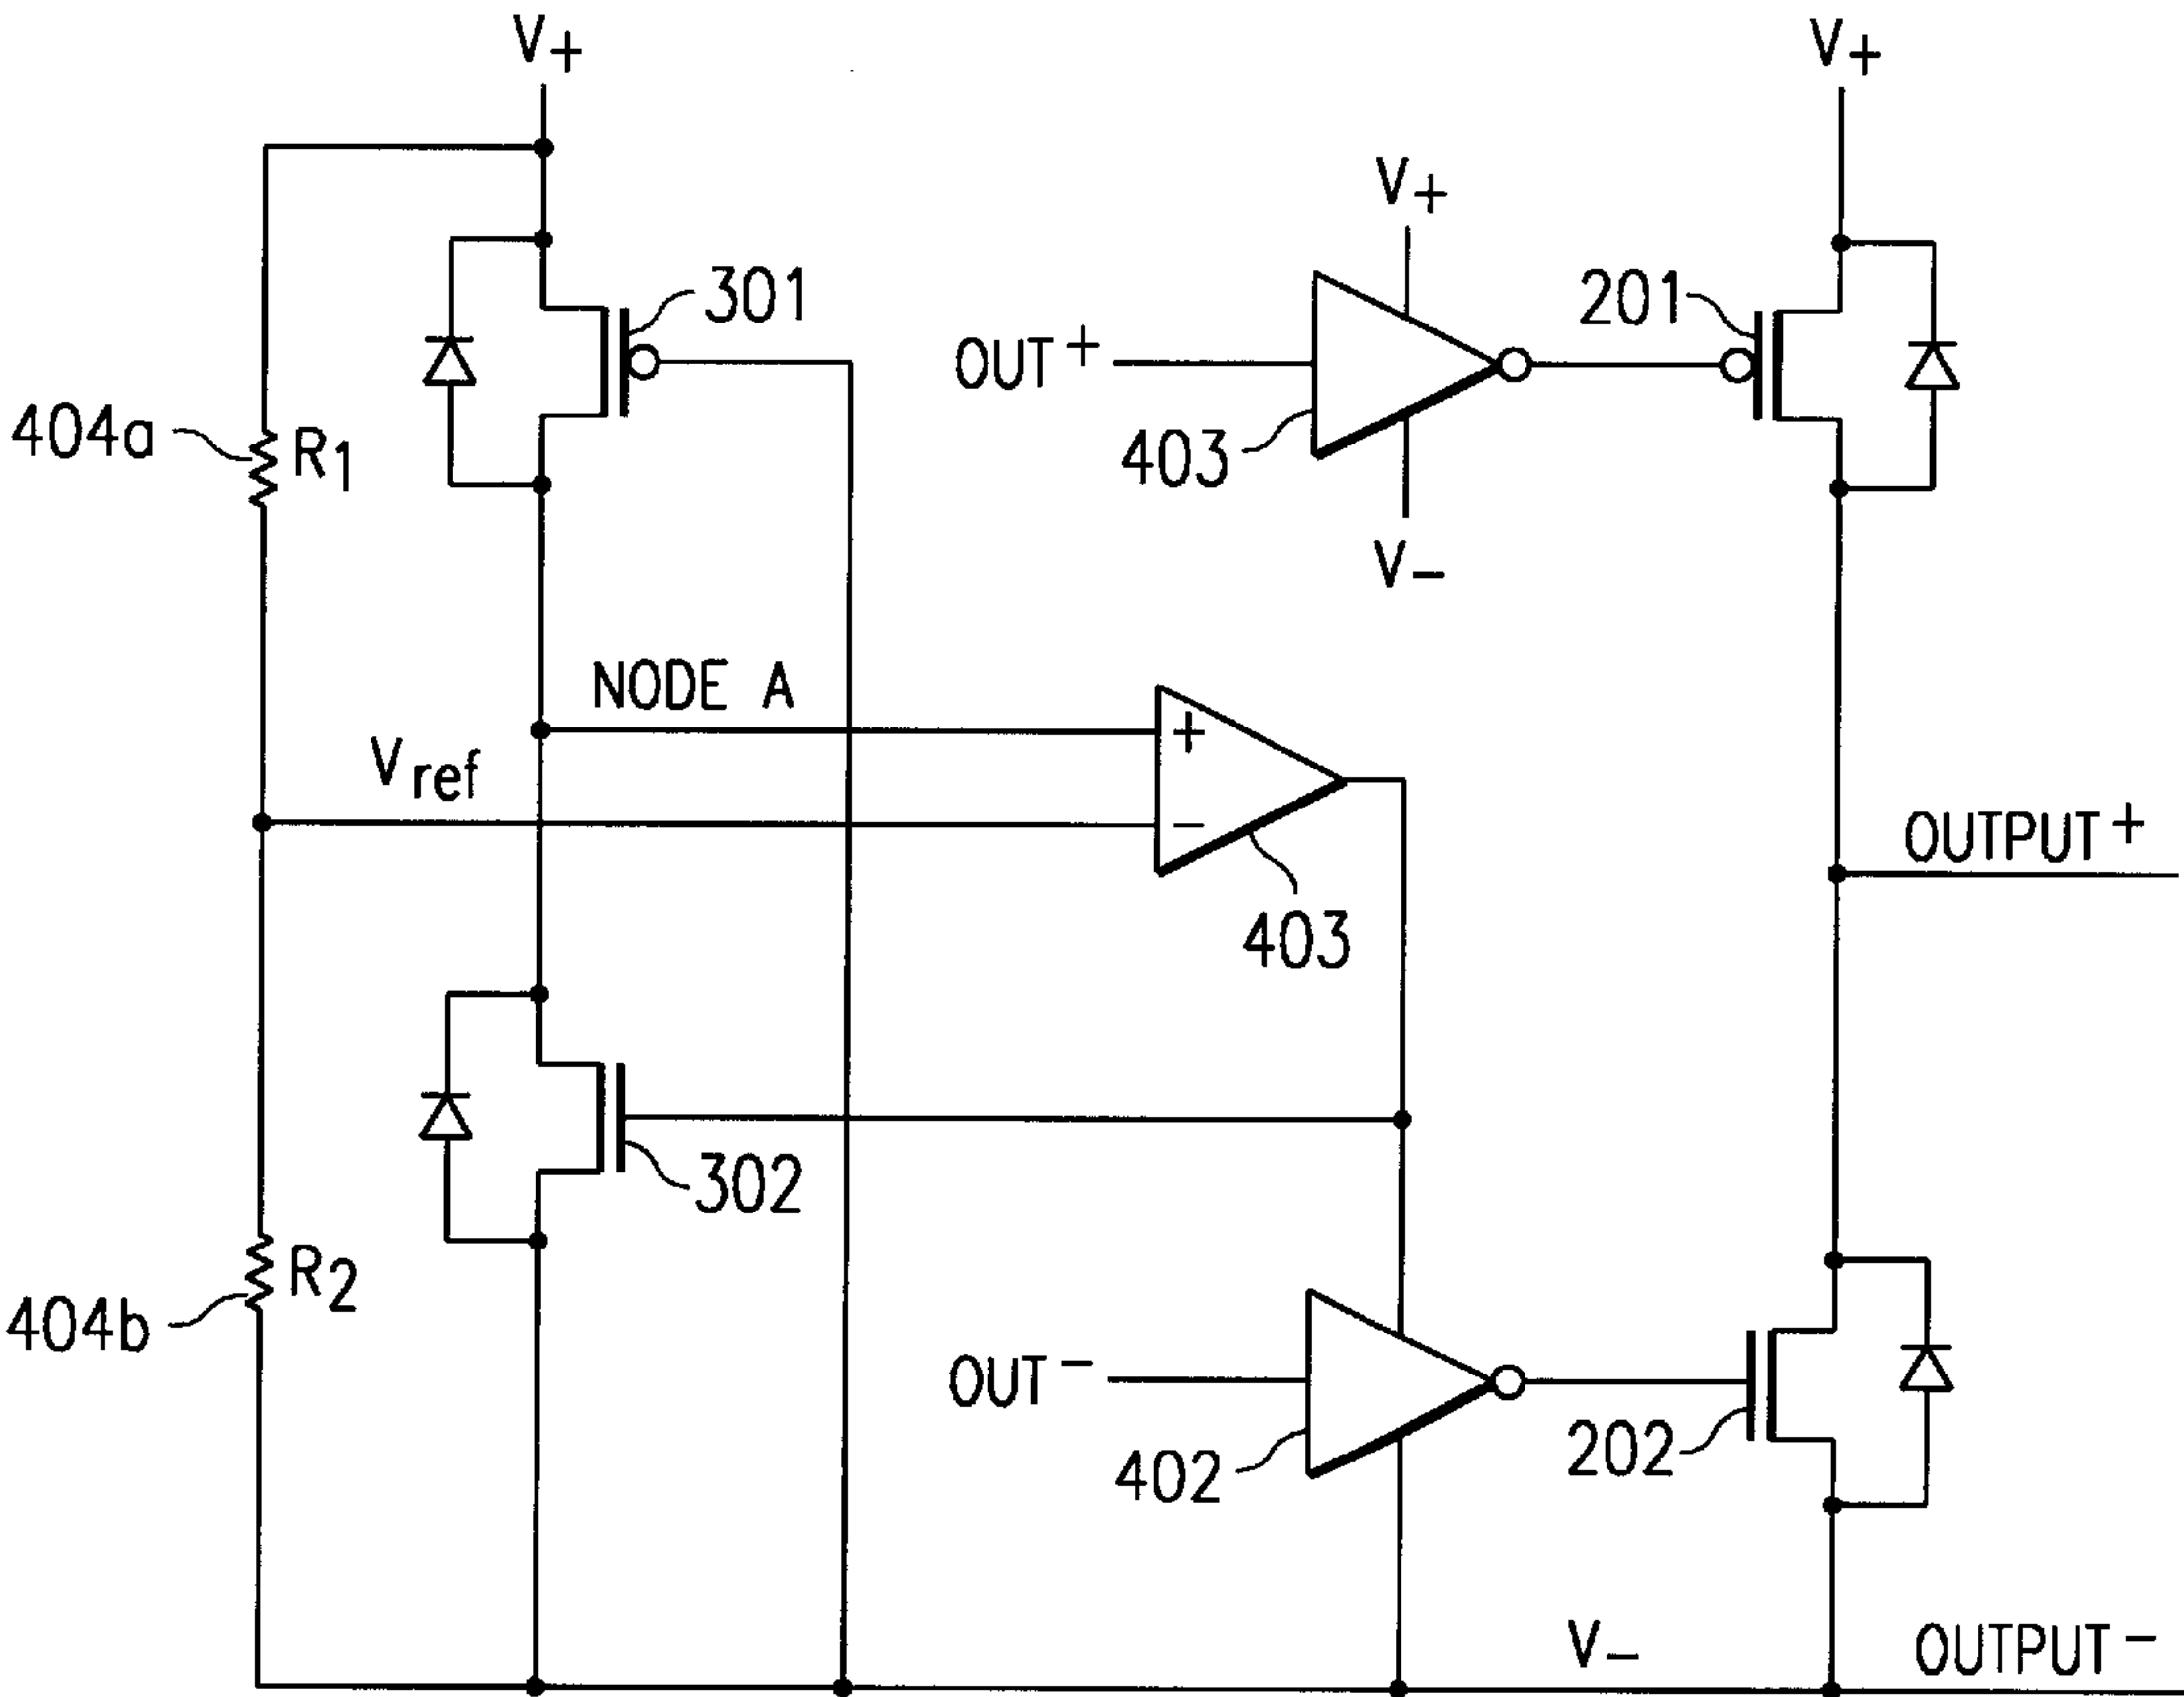 V+
V+
V+
301
201
OUT+
404a
R1
403
V-
NODE A
Vref
+
-
OUTPUT+
403
302
R2
404b
OUT-
402
202
V-
OUTPUT-